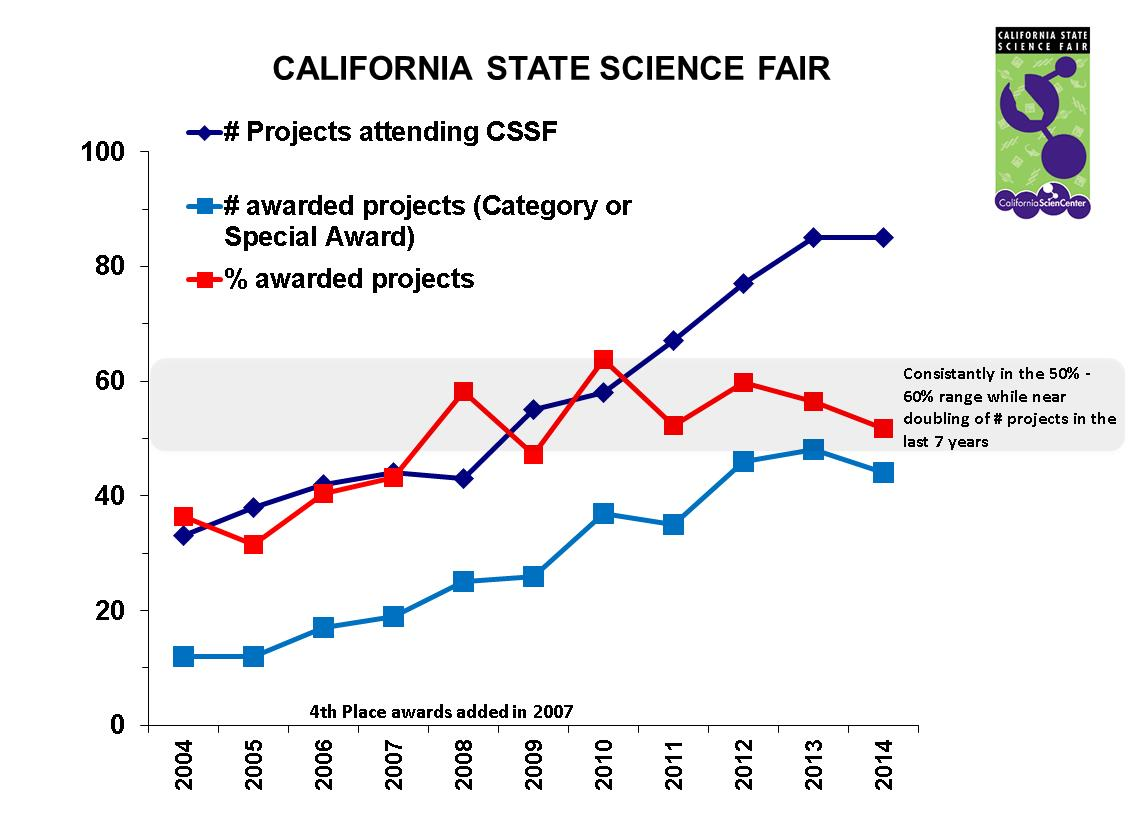 CALIFORNIA STATE SCIENCE FAIR
CALIFORNIA STATE
SCIENCE FAIR
CaliforniaScienCenter
# Projects attending CSSF
# awarded projects (Category or
Special Award)
% awarded projects
100
80
60
40
20
0
Consistantly in the 50% -
60% range while near
doubling of # projects in the
last 7 years
4th Place awards added in 2007
2004
2005
2006
2007
2008
2009
2010
2011
2012
2013
2014